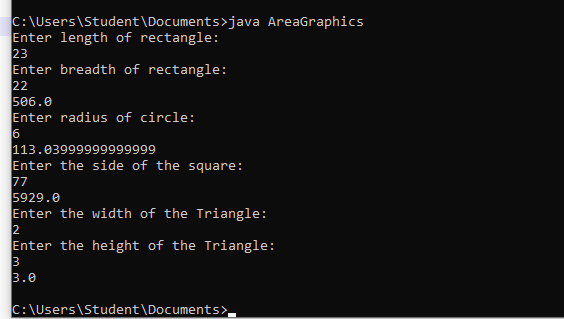 C:\Users\Student\Documents>java AreaGraphics
Enter length of rectangle:
23
Enter breadth of rectangle:
22
506.0
Enter radius of circle:
6
113.03999999999999
Enter the side of the square:
77
5929.0
Enter the width of the Triangle:
2
Enter the height of the Triangle:
3
3.0
C:\Users\Student\Documents>